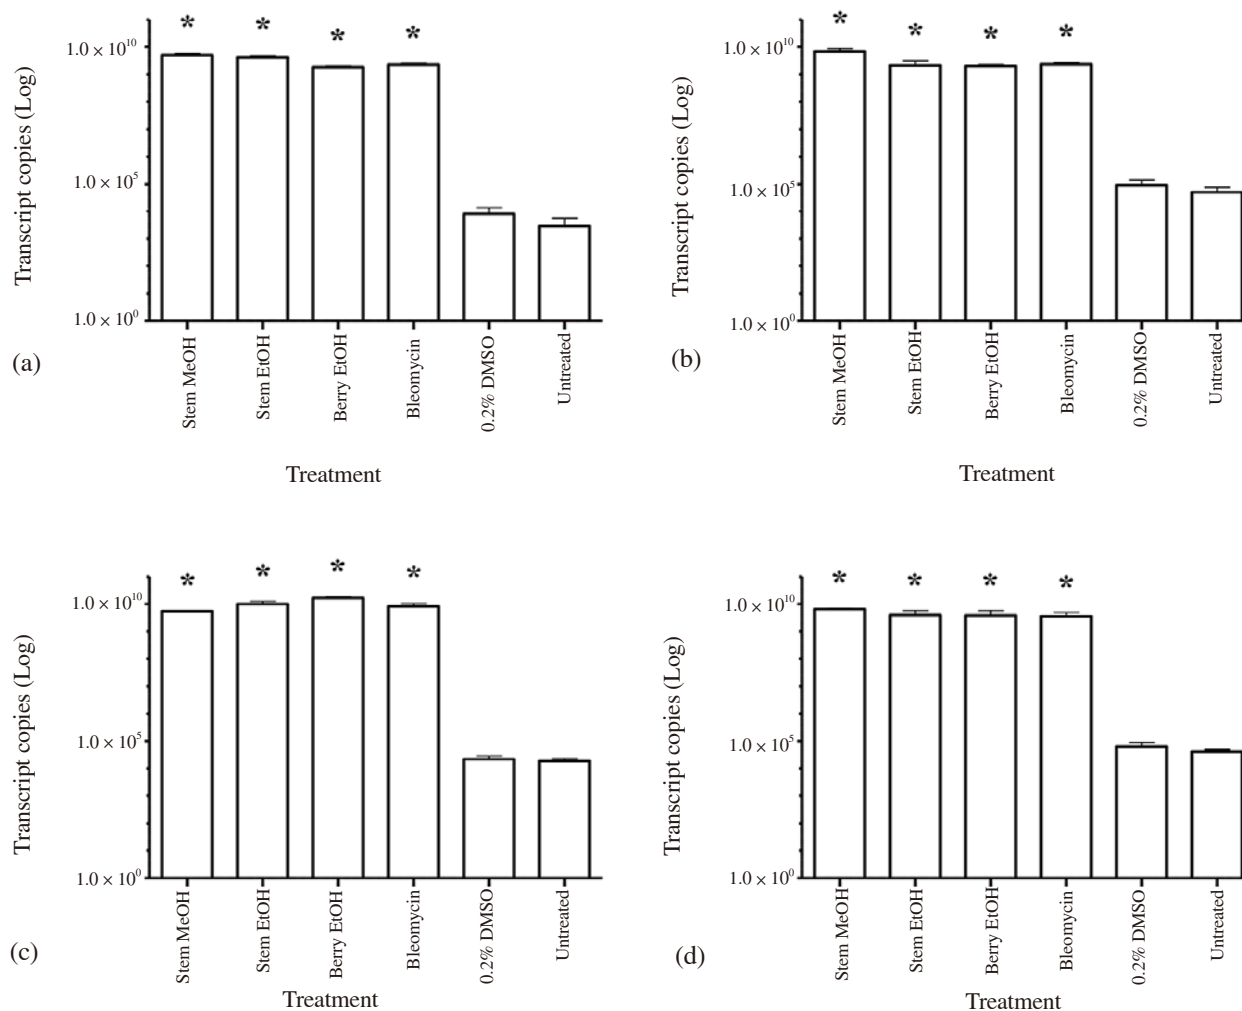 * * * *
Transcript copies (Log)
1.0 × 10^10
1.0 × 10^5
1.0 × 10^0
Stem MeOH
Stem EtOH
Berry EtOH
Bleomycin
0.2% DMSO
Untreated
Treatment
(a)
* * * *
Transcript copies (Log)
1.0 × 10^10
1.0 × 10^5
1.0 × 10^0
Stem MeOH
Stem EtOH
Berry EtOH
Bleomycin
0.2% DMSO
Untreated
Treatment
(b)
* * * *
Transcript copies (Log)
1.0 × 10^10
1.0 × 10^5
1.0 × 10^0
Stem MeOH
Stem EtOH
Berry EtOH
Bleomycin
0.2% DMSO
Untreated
Treatment
(c)
* * * *
Transcript copies (Log)
1.0 × 10^10
1.0 × 10^5
1.0 × 10^0
Stem MeOH
Stem EtOH
Berry EtOH
Bleomycin
0.2% DMSO
Untreated
Treatment
(d)